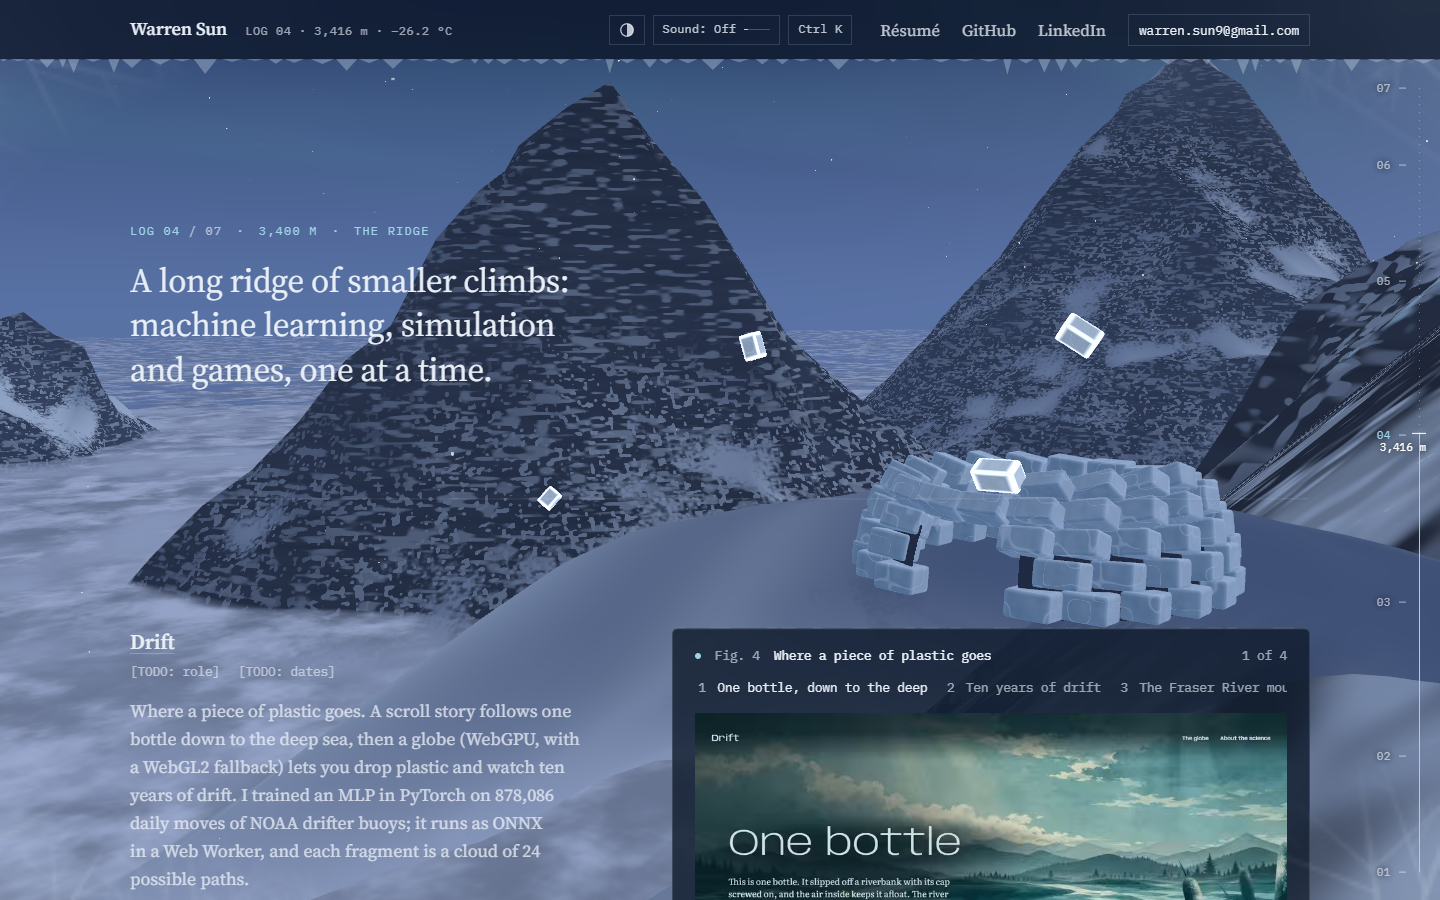 Warren Sun LOG 04 · 3,416 m · −26.2 °C Sound: Off Ctrl K Résumé GitHub LinkedIn warren.sun9@gmail.com
07
06
LOG 04 / 07 · 3,400 M · THE RIDGE
A long ridge of smaller climbs:
machine learning, simulation
and games, one at a time.
05
04
3,416 m
03
Drift
[TODO: role] [TODO: dates]
Where a piece of plastic goes. A scroll story follows one
bottle down to the deep sea, then a globe (WebGPU, with
a WebGL2 fallback) lets you drop plastic and watch ten
years of drift. I trained an MLP in PyTorch on 878,086
daily moves of NOAA drifter buoys; it runs as ONNX
in a Web Worker, and each fragment is a cloud of 24
possible paths.
Fig. 4 Where a piece of plastic goes 1 of 4
1 One bottle, down to the deep 2 Ten years of drift 3 The Fraser River
Drift The globe About the science
One bottle
This is one bottle. It slipped off a riverbank with its cap
screwed on, and the air inside keeps it afloat. The river
02
01